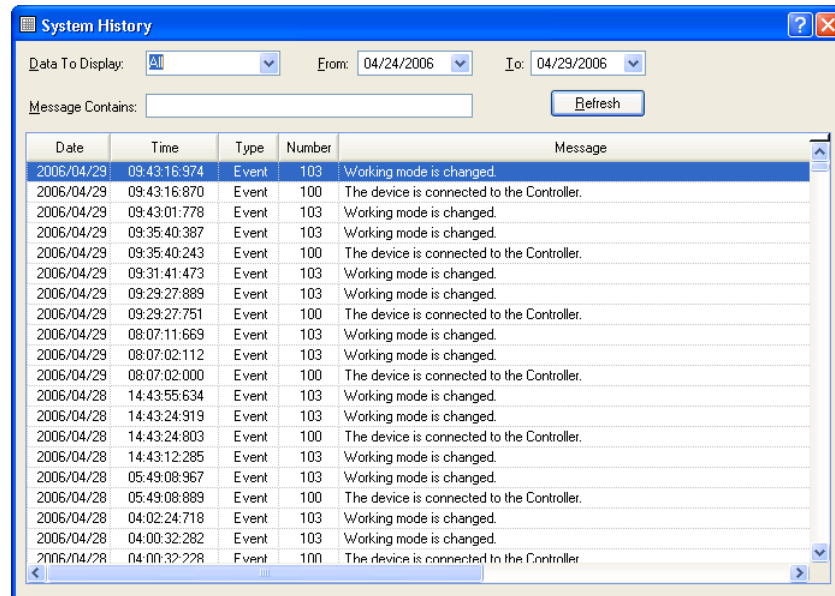 System History
Data To Display: All From: 04/24/2006 To: 04/29/2006
Message Contains: Refresh
Date Time Type Number Message
2006/04/29 09:43:16:974 Event 103 Working mode is changed.
2006/04/29 09:43:16:870 Event 100 The device is connected to the Controller.
2006/04/29 09:43:01:778 Event 103 Working mode is changed.
2006/04/29 09:35:40:387 Event 103 Working mode is changed.
2006/04/29 09:35:40:243 Event 100 The device is connected to the Controller.
2006/04/29 09:31:41:473 Event 103 Working mode is changed.
2006/04/29 09:29:27:889 Event 103 Working mode is changed.
2006/04/29 09:29:27:751 Event 100 The device is connected to the Controller.
2006/04/29 08:07:11:669 Event 103 Working mode is changed.
2006/04/29 08:07:02:112 Event 103 Working mode is changed.
2006/04/29 08:07:02:000 Event 100 The device is connected to the Controller.
2006/04/28 14:43:55:634 Event 103 Working mode is changed.
2006/04/28 14:43:24:919 Event 103 Working mode is changed.
2006/04/28 14:43:24:803 Event 100 The device is connected to the Controller.
2006/04/28 14:43:12:285 Event 103 Working mode is changed.
2006/04/28 05:49:08:967 Event 103 Working mode is changed.
2006/04/28 05:49:08:889 Event 100 The device is connected to the Controller.
2006/04/28 04:02:24:718 Event 103 Working mode is changed.
2006/04/28 04:00:32:282 Event 103 Working mode is changed.
2006/04/28 04:00:32:228 Event 100 The device is connected to the Controller.